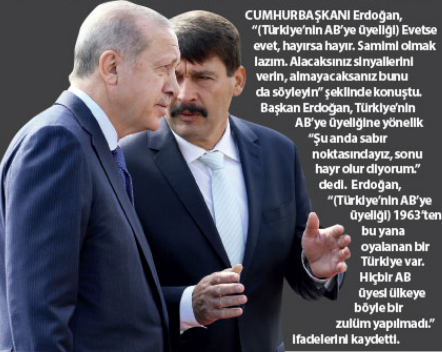 CUMHURBAŞKANI Erdoğan,
“(Türkiye’nin AB’ye üyeliği) Evetse
evet, hayırsa hayır. Samimi olmak
lazım. Alacaksınız sinyallerini
verin, almayacaksanız bunu
da söyleyin” şeklinde konuştu.
Başkan Erdoğan, Türkiye’nin
AB’ye üyeliğine yönelik
“Şu anda sabır
noktasındayız, sonu
hayr olur diyorum.”
dedi. Erdoğan,
“(Türkiye’nin AB’ye
üyeliği) 1963’ten
bu yana
oyalanan bir
Türkiye var.
Hiçbir AB
üyesi ülkeye
böyle bir
zulüm yapılmadı.”
ifadelerini kaydetti.